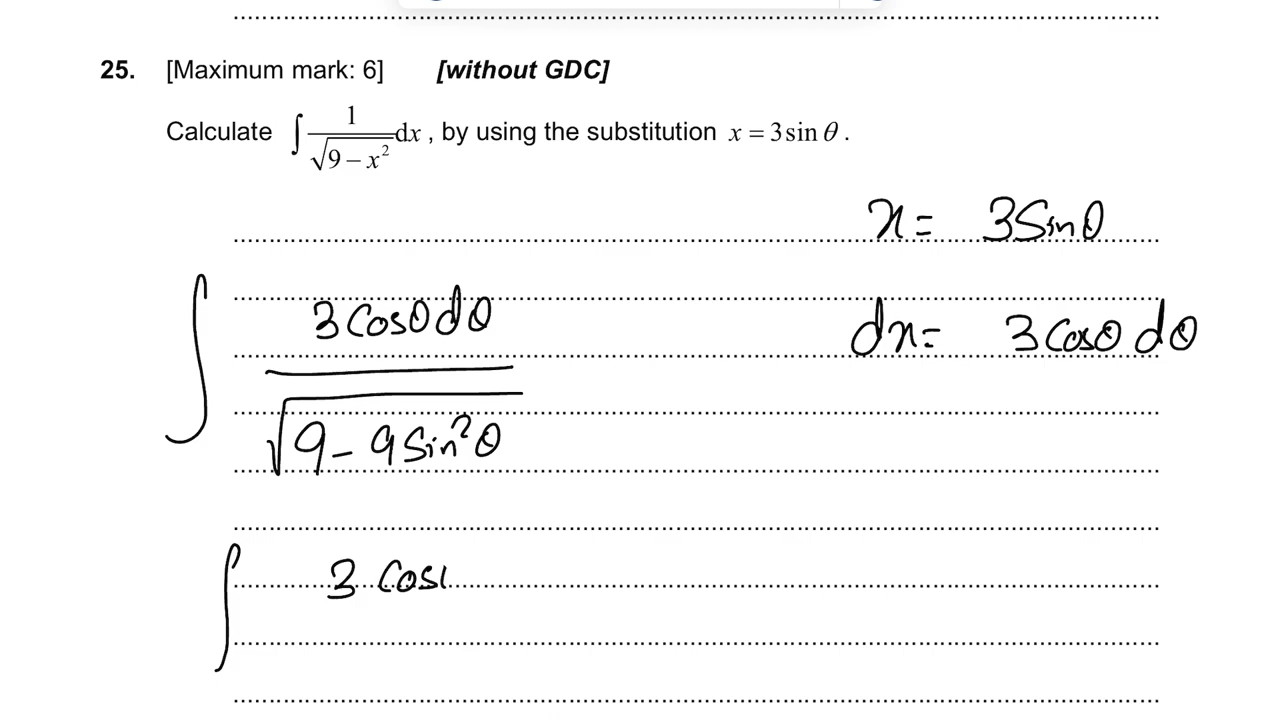 25. [Maximum mark: 6] [without GDC]
Calculate ∫ 1/√(9 − x²) dx , by using the substitution x = 3 sin θ .
x = 3Sinθ
∫ 3Cosθdθ / √(9 − 9Sin²θ)
dx = 3Cosθ dθ
∫ 3 Cos